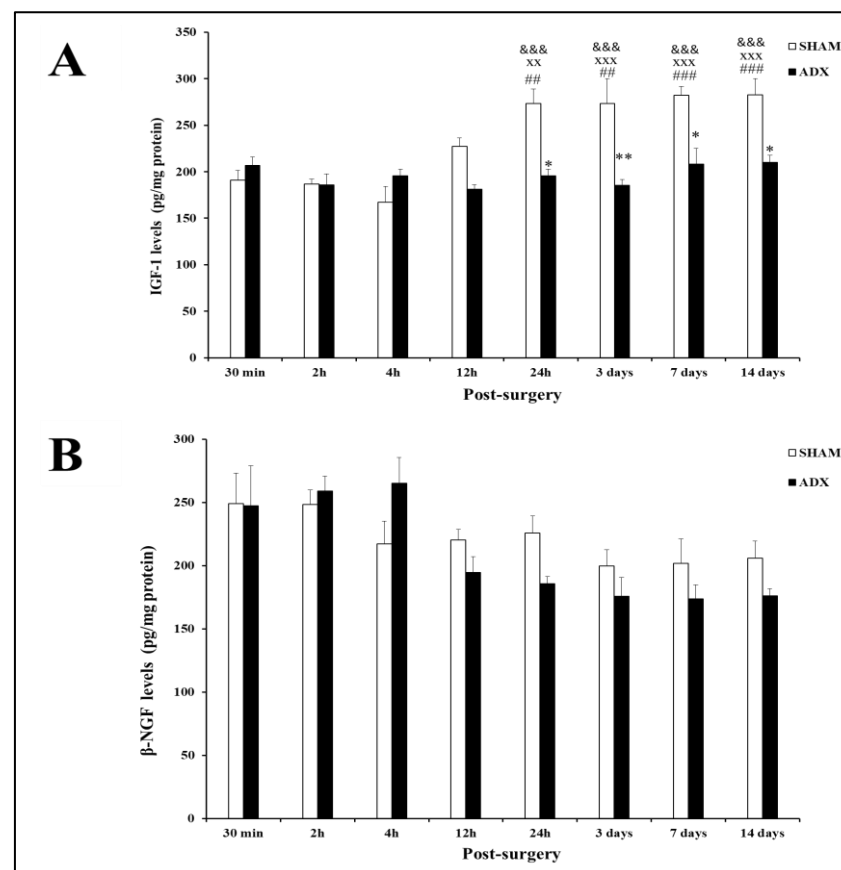 A
350
300
250
200
150
100
50
0
IGF-1 levels (pg/mg protein)
&&& &&& &&& &&&
xx xxx xxx xxx
## ## ### ###
* ** * *
SHAM
ADX
30 min 2h 4h 12h 24h 3 days 7 days 14 days
Post-surgery
B
300
250
200
150
100
50
0
β-NGF levels (pg/mg protein)
SHAM
ADX
30 min 2h 4h 12h 24h 3 days 7 days 14 days
Post-surgery